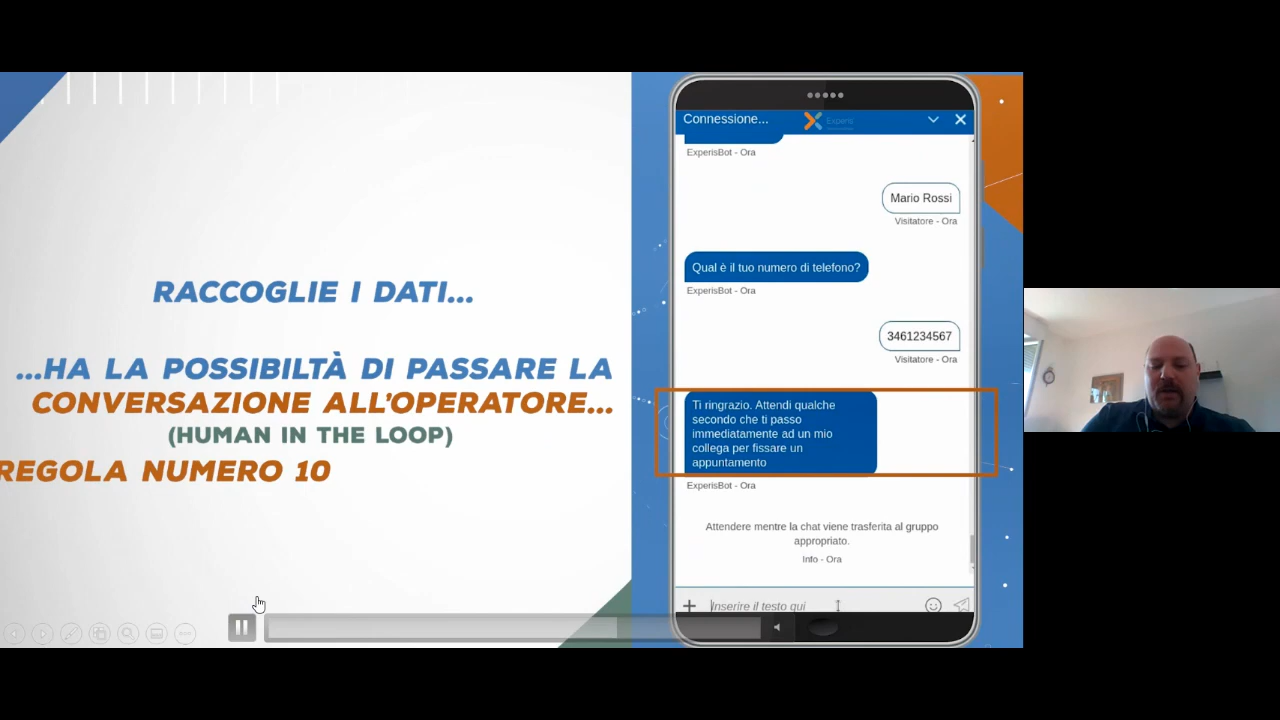 RACCOGLIE I DATI...
...HA LA POSSIBILTÀ DI PASSARE LA
CONVERSAZIONE ALL'OPERATORE...
(HUMAN IN THE LOOP)
REGOLA NUMERO 10
Connessione...
Experis
ExperisBot - Ora
Mario Rossi
Visitatore - Ora
Qual è il tuo numero di telefono?
ExperisBot - Ora
3461234567
Visitatore - Ora
Ti ringrazio. Attendi qualche
secondo che ti passo
immediatamente ad un mio
collega per fissare un
appuntamento
ExperisBot - Ora
Attendere mentre la chat viene trasferita al gruppo
appropriato.
Info - Ora
Inserire il testo qui